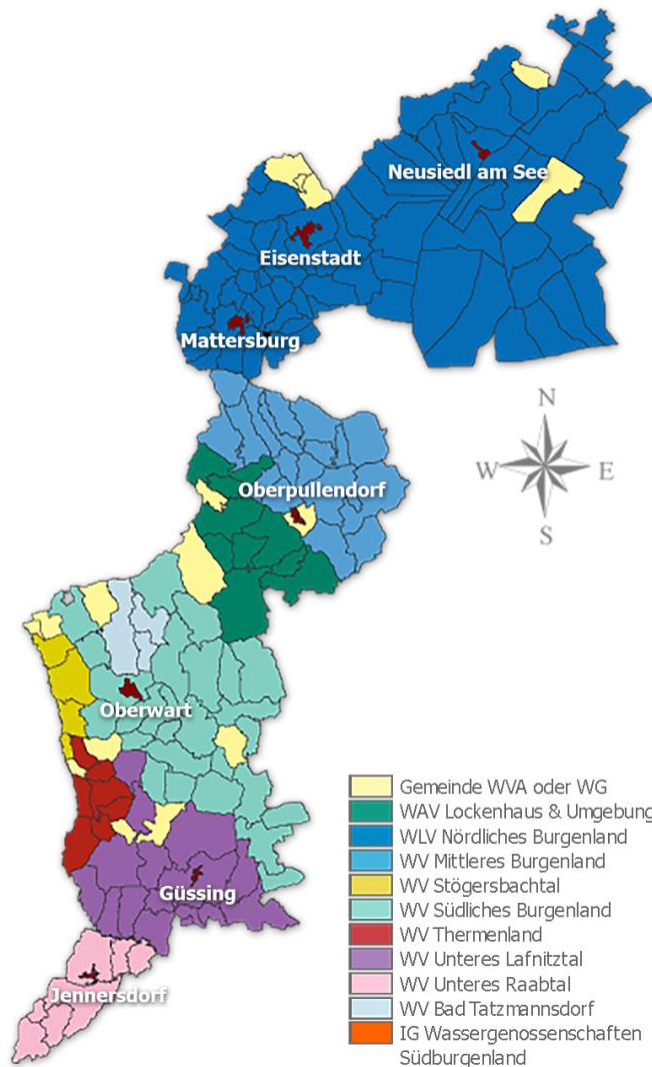 Neusiedl am See
Eisenstadt
Mattersburg
N
W E
S
Oberpullendorf
Oberwart
Güssing
Jennersdorf
Gemeinde WVA oder WG
WAV Lockenhaus & Umgebung
WLV Nördliches Burgenland
WV Mittleres Burgenland
WV Stögersbachtal
WV Südliches Burgenland
WV Thermenland
WV Unteres Lafnitztal
WV Unteres Raabtal
WV Bad Tatzmannsdorf
IG Wassergenossenschaften
Südburgenland